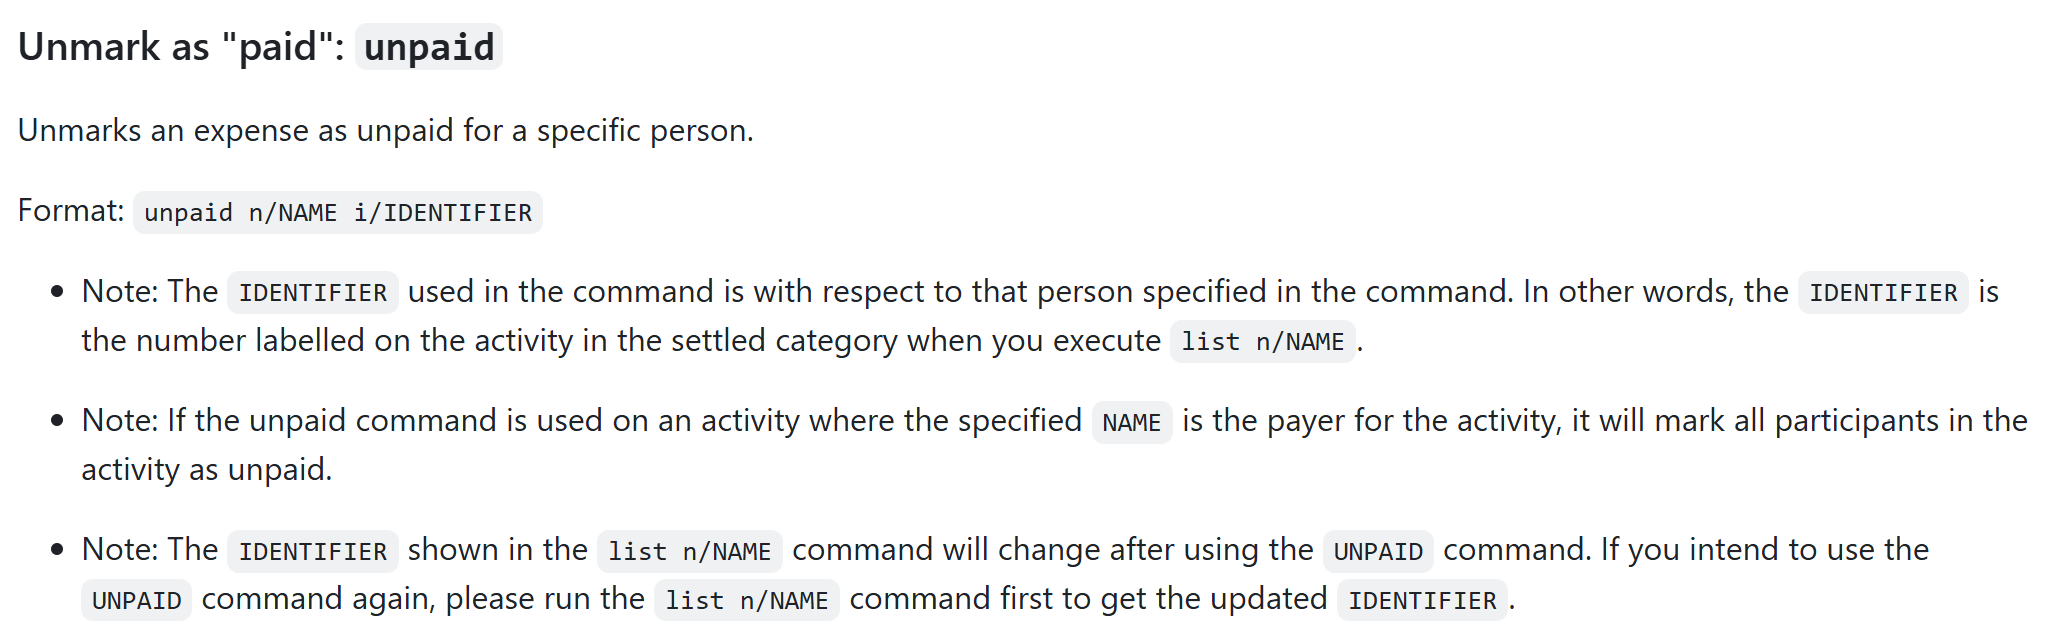 Unmark as "paid": unpaid
Unmarks an expense as unpaid for a specific person.
Format: unpaid n/NAME i/IDENTIFIER
• Note: The IDENTIFIER used in the command is with respect to that person specified in the command. In other words, the IDENTIFIER is
the number labelled on the activity in the settled category when you execute list n/NAME.
• Note: If the unpaid command is used on an activity where the specified NAME is the payer for the activity, it will mark all participants in the
activity as unpaid.
• Note: The IDENTIFIER shown in the list n/NAME command will change after using the UNPAID command. If you intend to use the
UNPAID command again, please run the list n/NAME command first to get the updated IDENTIFIER.